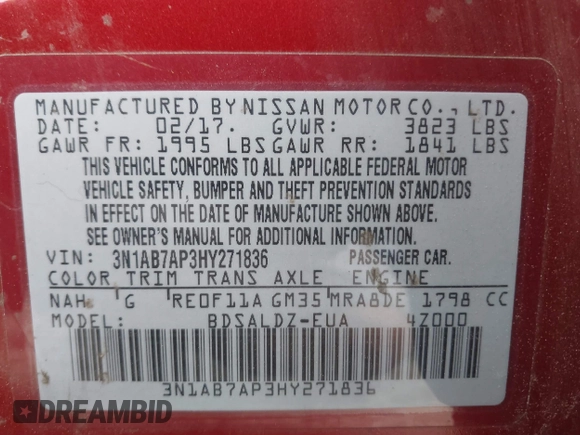 MANUFACTURED BY NISSAN MOTOR CO., LTD.
DATE: 02/17. GVWR: 3823 LBS
GAWR FR: 1995 LBS GAWR RR: 1841 LBS
THIS VEHICLE CONFORMS TO ALL APPLICABLE FEDERAL MOTOR
VEHICLE SAFETY, BUMPER AND THEFT PREVENTION STANDARDS
IN EFFECT ON THE DATE OF MANUFACTURE SHOWN ABOVE.
SEE OWNER'S MANUAL FOR ADDITIONAL INFORMATION.
VIN: 3N1AB7AP3HY271836 PASSENGER CAR.
COLOR TRIM TRANS AXLE ENGINE
NAH G RE0F11A GM35 MRA8DE 1798 CC
MODEL: BDSALDZ-EUA 4Z000
3N1AB7AP3HY271836
DREAMBID